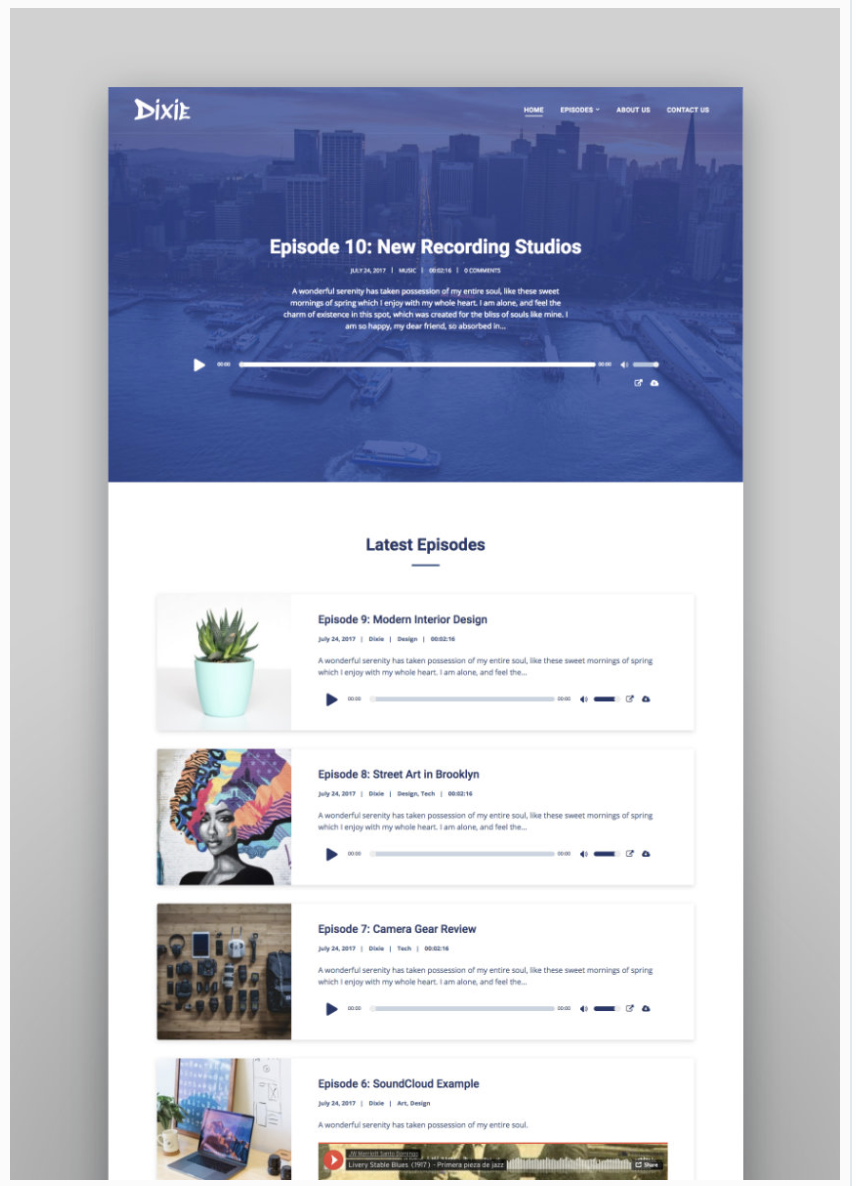 Dixie
HOME EPISODES ABOUT US CONTACT US
Episode 10: New Recording Studios
JULY 24, 2017 | MUSIC | 00:02:16 | 0 COMMENTS
A wonderful serenity has taken possession of my entire soul, like these sweet
mornings of spring which I enjoy with my whole heart. I am alone, and feel the
charm of existence in this spot, which was created for the bliss of souls like mine. I
am so happy, my dear friend, so absorbed in...
00:00 00:00
Latest Episodes
Episode 9: Modern Interior Design
July 24, 2017 | Dixie | Design | 00:02:16
A wonderful serenity has taken possession of my entire soul, like these sweet mornings of spring
which I enjoy with my whole heart. I am alone, and feel the...
00:00 00:00
Episode 8: Street Art in Brooklyn
July 24, 2017 | Dixie | Design, Tech | 00:02:16
A wonderful serenity has taken possession of my entire soul, like these sweet mornings of spring
which I enjoy with my whole heart. I am alone, and feel the...
00:00 00:00
Episode 7: Camera Gear Review
July 24, 2017 | Dixie | Tech | 00:02:16
A wonderful serenity has taken possession of my entire soul, like these sweet mornings of spring
which I enjoy with my whole heart. I am alone, and feel the...
00:00 00:00
Episode 6: SoundCloud Example
July 24, 2017 | Dixie | Art, Design
A wonderful serenity has taken possession of my entire soul.
Livery Stable Blues (1917) - Primera pieza de jazz Share